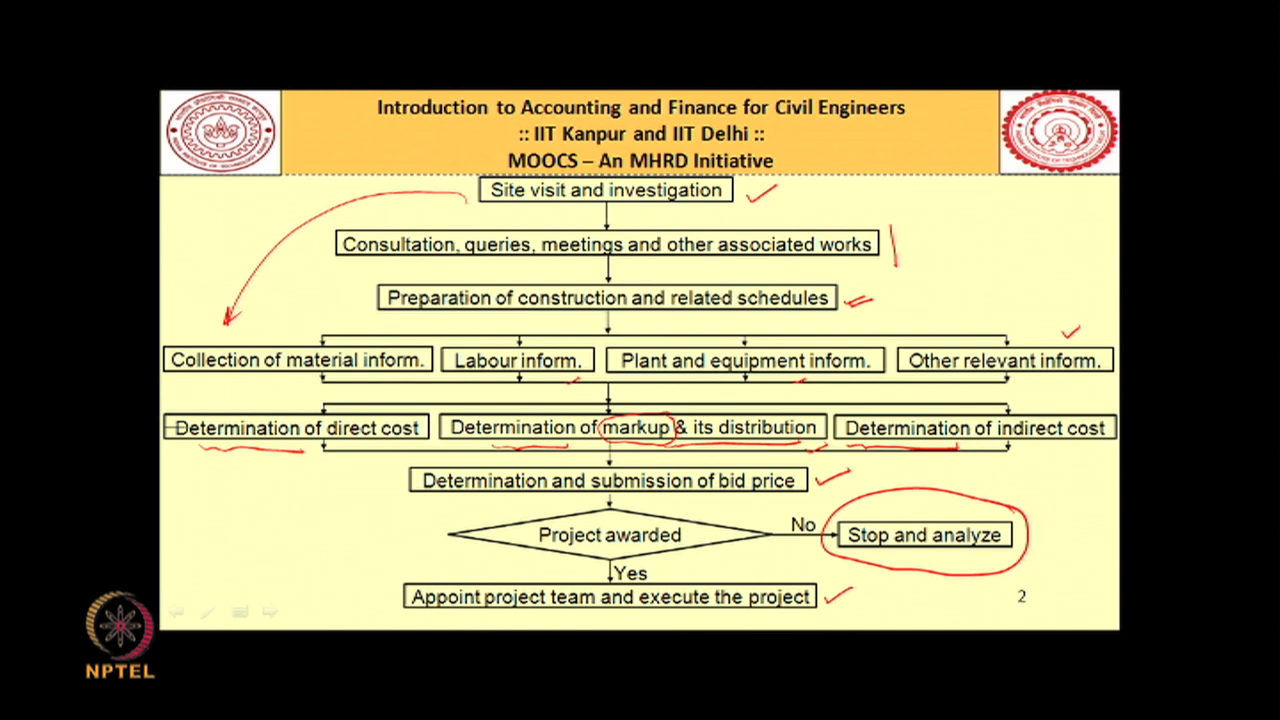 Introduction to Accounting and Finance for Civil Engineers
:: IIT Kanpur and IIT Delhi ::
MOOCS – An MHRD Initiative
Site visit and investigation
Consultation, queries, meetings and other associated works
Preparation of construction and related schedules
Collection of material inform.
Labour inform.
Plant and equipment inform.
Other relevant inform.
Determination of direct cost
Determination of markup & its distribution
Determination of indirect cost
Determination and submission of bid price
Project awarded
No
Stop and analyze
Yes
Appoint project team and execute the project
2
NPTEL